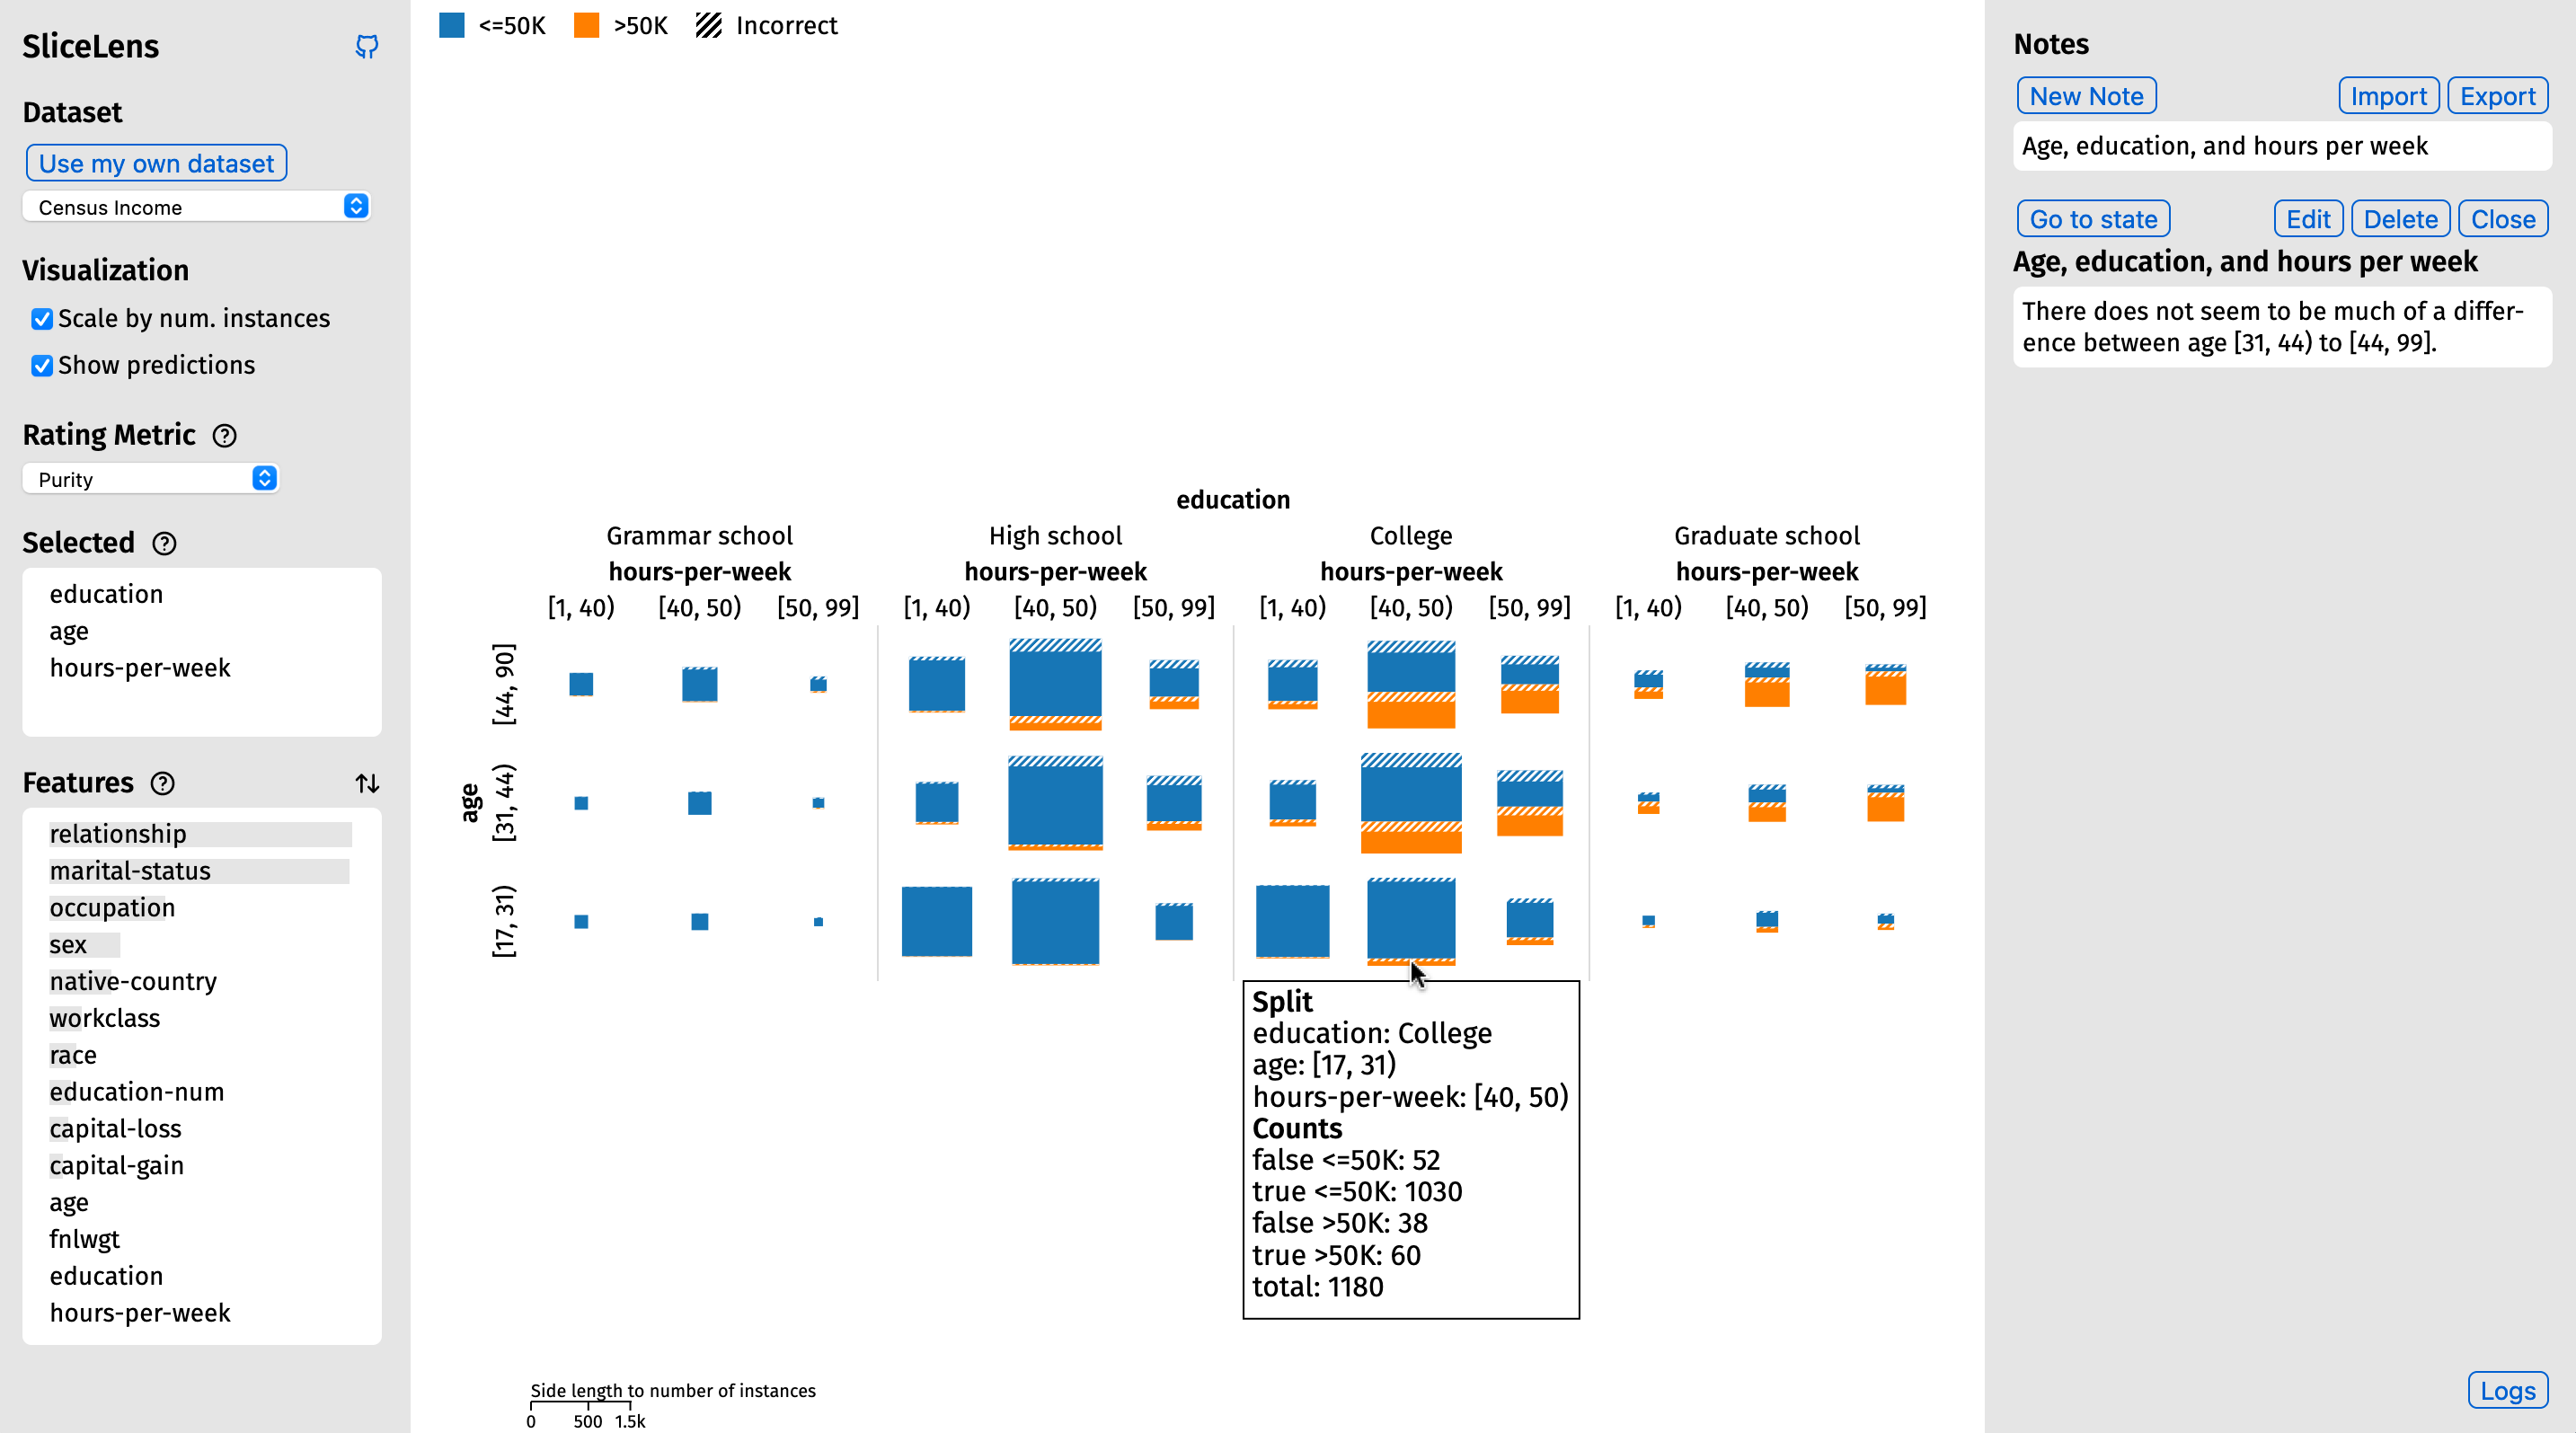 SliceLens
Dataset
Use my own dataset
Census Income
Visualization
Scale by num. instances
Show predictions
Rating Metric
Purity
Selected
education
age
hours-per-week
Features
relationship
marital-status
occupation
sex
native-country
workclass
race
education-num
capital-loss
capital-gain
age
fnlwgt
education
hours-per-week
<=50K >50K Incorrect
education
Grammar school High school College Graduate school
hours-per-week hours-per-week hours-per-week hours-per-week
[1, 40) [40, 50) [50, 99] [1, 40) [40, 50) [50, 99] [1, 40) [40, 50) [50, 99] [1, 40) [40, 50) [50, 99]
age
[44, 90]
[31, 44)
[17, 31)
Split
education: College
age: [17, 31)
hours-per-week: [40, 50)
Counts
false <=50K: 52
true <=50K: 1030
false >50K: 38
true >50K: 60
total: 1180
Side length to number of instances
0 500 1.5k
Notes
New Note Import Export
Age, education, and hours per week
Go to state Edit Delete Close
Age, education, and hours per week
There does not seem to be much of a differ-
ence between age [31, 44) to [44, 99].
Logs